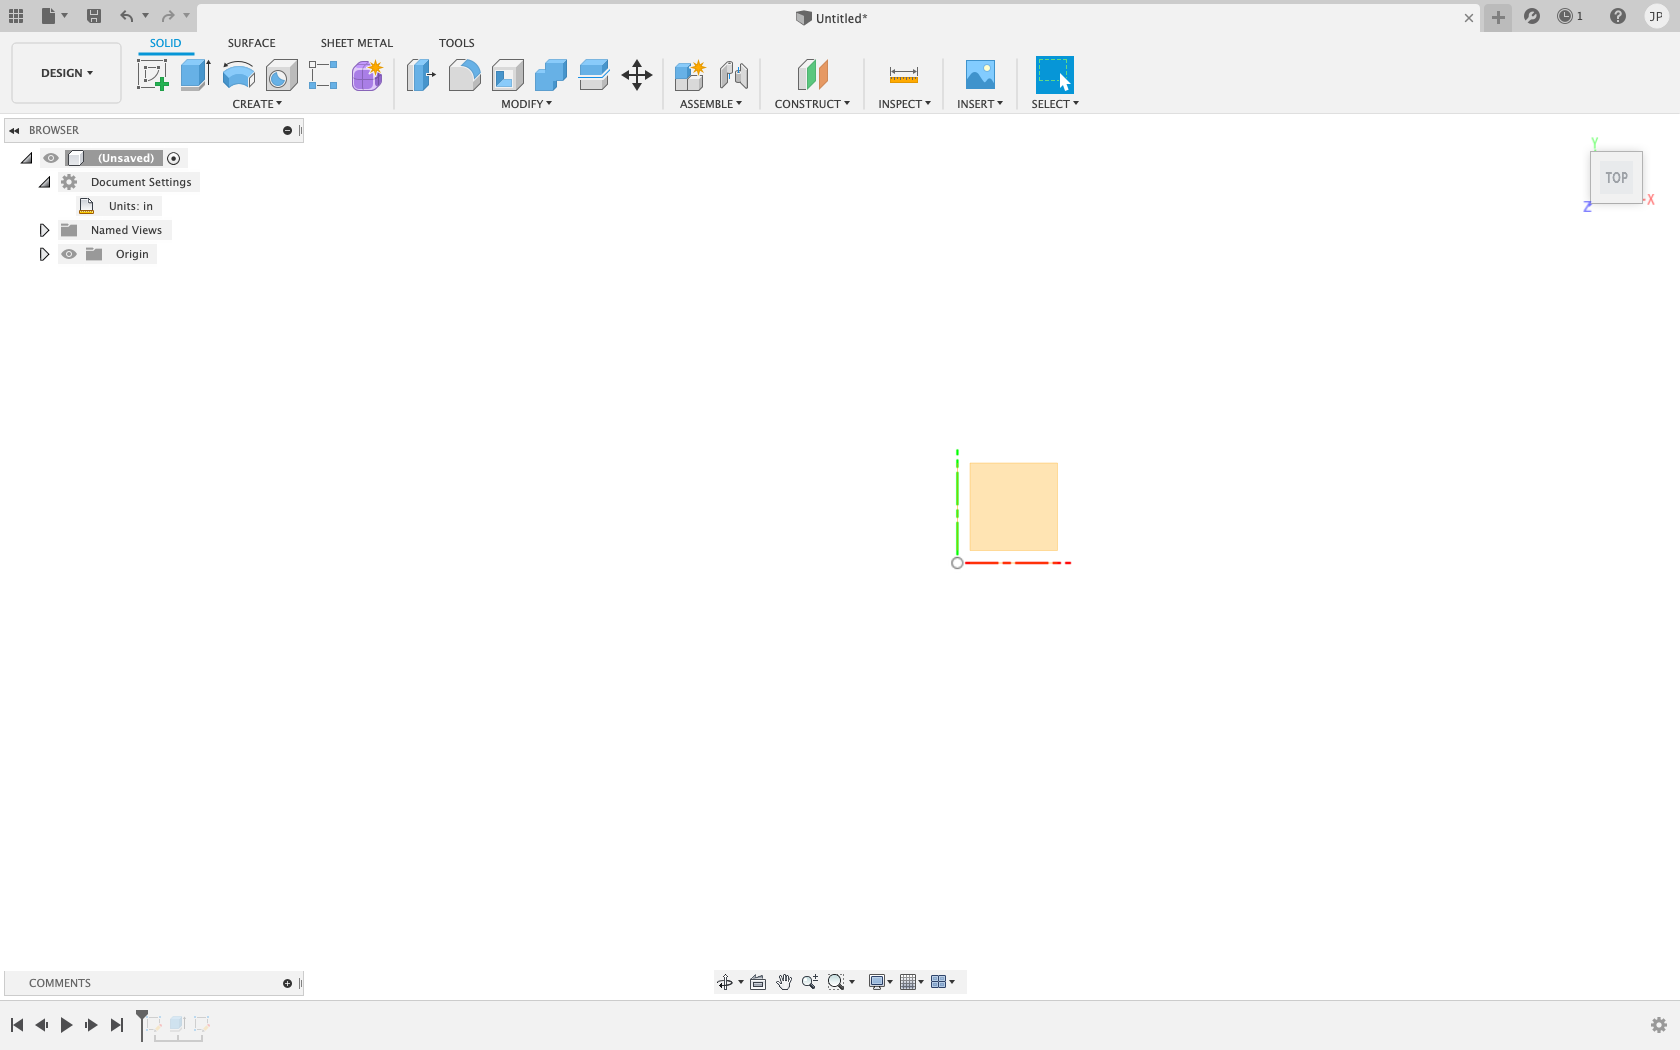 Untitled*
1
JP
DESIGN
SOLID
SURFACE
SHEET METAL
TOOLS
CREATE
MODIFY
ASSEMBLE
CONSTRUCT
INSPECT
INSERT
SELECT
BROWSER
(Unsaved)
Document Settings
Units: in
Named Views
Origin
Y
TOP
X
Z
COMMENTS